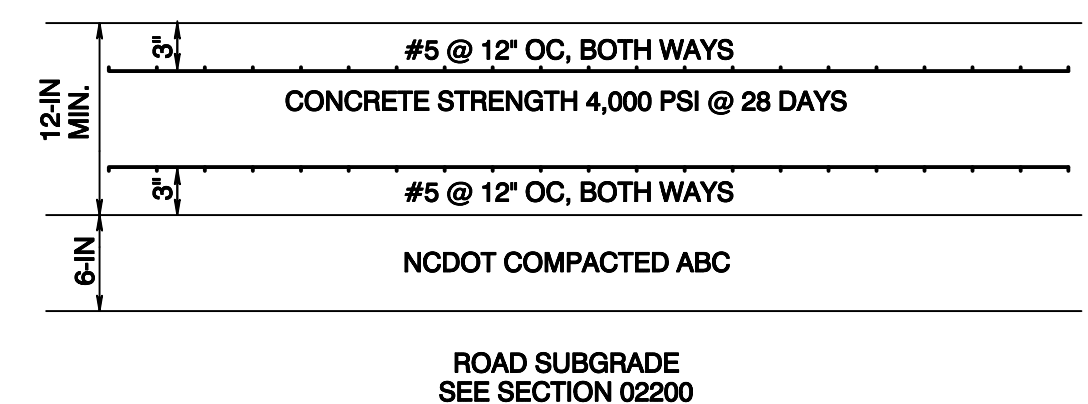 3"
#5 @ 12" OC, BOTH WAYS
12-IN
MIN.
CONCRETE STRENGTH 4,000 PSI @ 28 DAYS
3"
#5 @ 12" OC, BOTH WAYS
6-IN
NCDOT COMPACTED ABC
ROAD SUBGRADE
SEE SECTION 02200